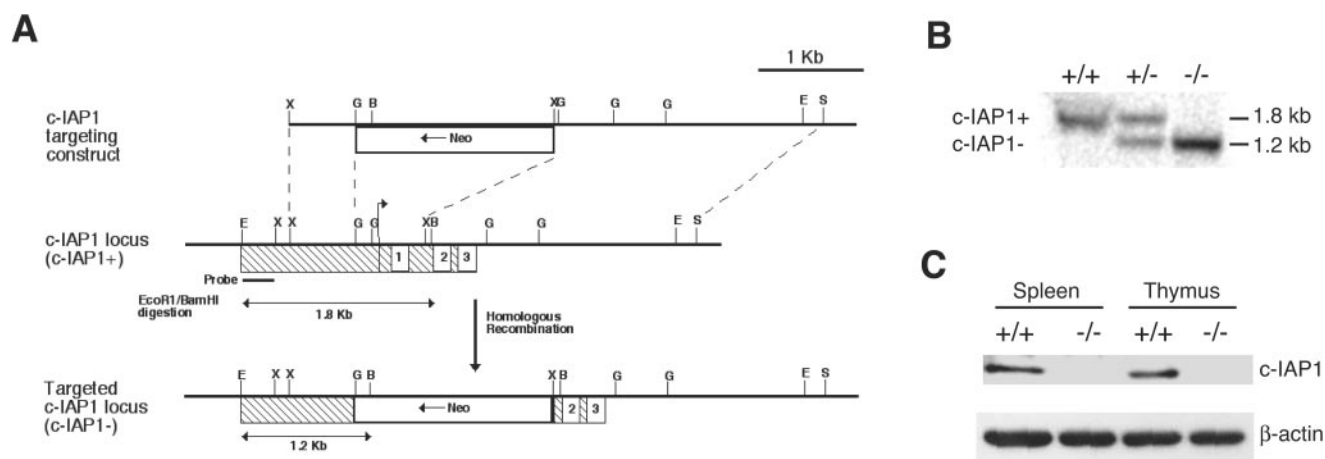 A
1 Kb
X G B XG G G E S
c-IAP1
targeting
construct
Neo
E X X G G XB G G E S
c-IAP1 locus
(c-IAP1+)
1 2 3
Probe
EcoR1/BamHI
digestion
1.8 Kb
Homologous
Recombination
E X X G B X B G G E S
Targeted
c-IAP1 locus
(c-IAP1-)
Neo
2 3
1.2 Kb
B
+/+ +/- -/-
c-IAP1+
1.8 kb
c-IAP1-
1.2 kb
C
Spleen Thymus
+/+ -/- +/+ -/-
c-IAP1
β-actin